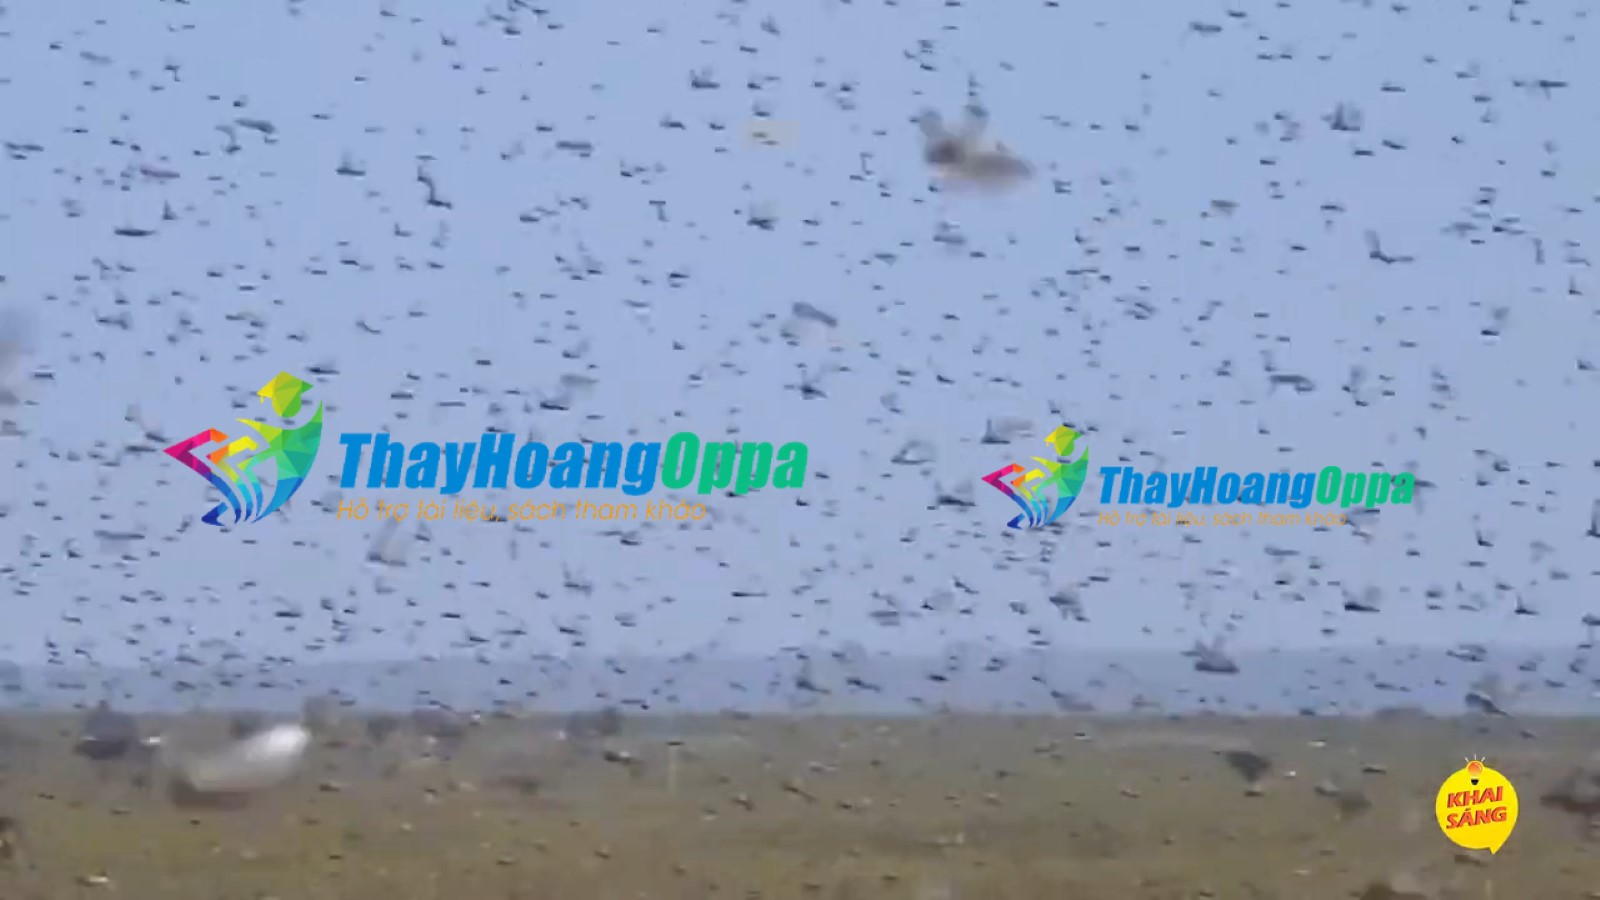 ThayHoangOppa
Hỗ trợ tài liệu, sách tham khảo
ThayHoangOppa
Hỗ trợ tài liệu, sách tham khảo
KHAI
SÁNG